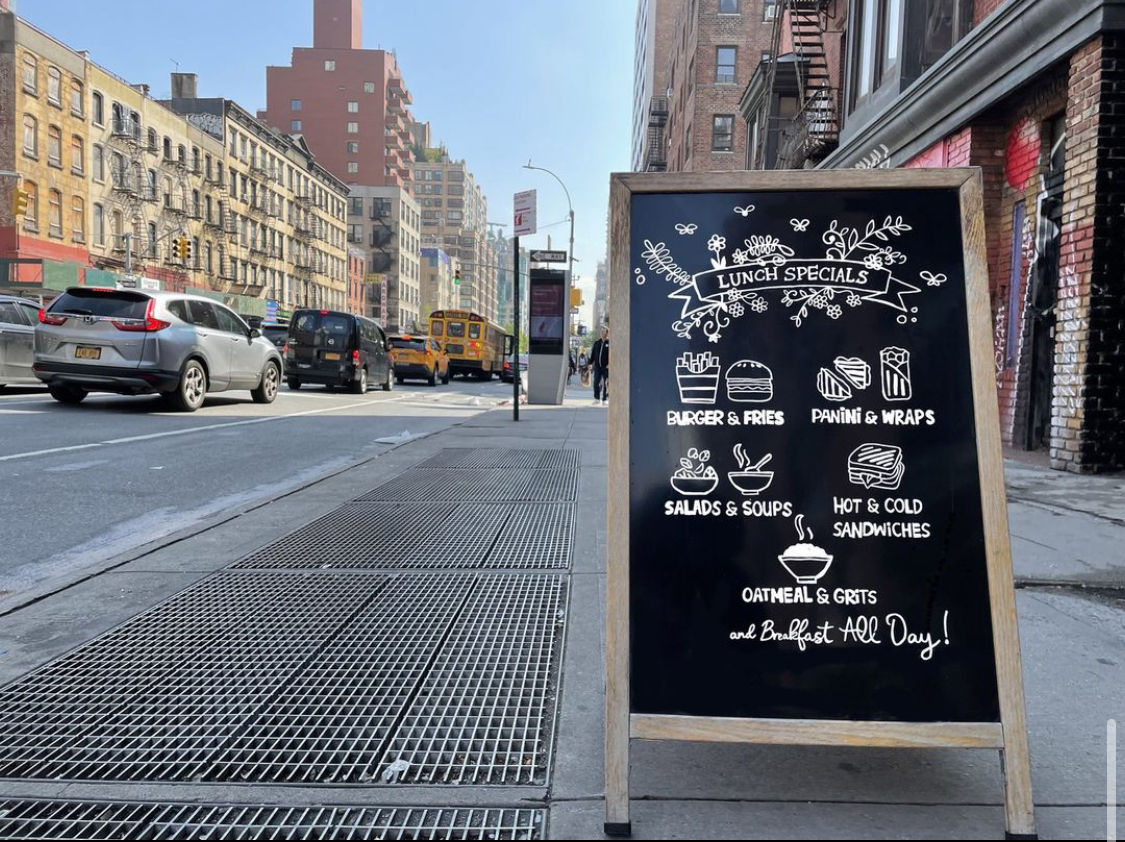 LUNCH SPECIALS
BURGER & FRIES
PANiNi & WRAPS
SALADS & SOUPS
HOT & COLD
SANDWiCHES
OATMEAL & GRiTS
and Breakfast All Day!